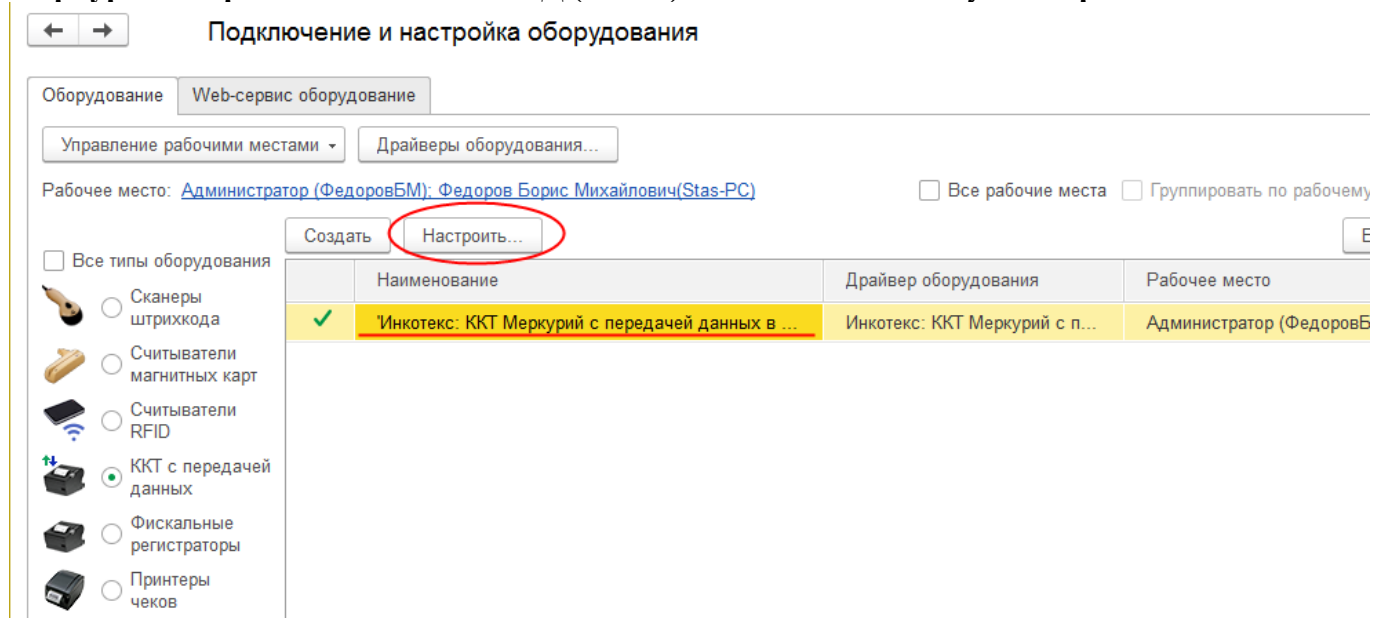 Подключение и настройка оборудования
Оборудование Web-сервис оборудование
Управление рабочими местами Драйверы оборудования...
Рабочее место: Администратор (ФедоровБМ); Федоров Борис Михайлович(Stas-PC) Все рабочие места Группировать по рабочему
Создать Настроить...
Все типы оборудования
Наименование Драйвер оборудования Рабочее место
'Инкотекс: ККТ Меркурий с передачей данных в ... Инкотекс: ККТ Меркурий с п... Администратор (ФедоровБ
Сканеры
штрихкода
Считыватели
магнитных карт
Считыватели
RFID
ККТ с передачей
данных
Фискальные
регистраторы
Принтеры
чеков